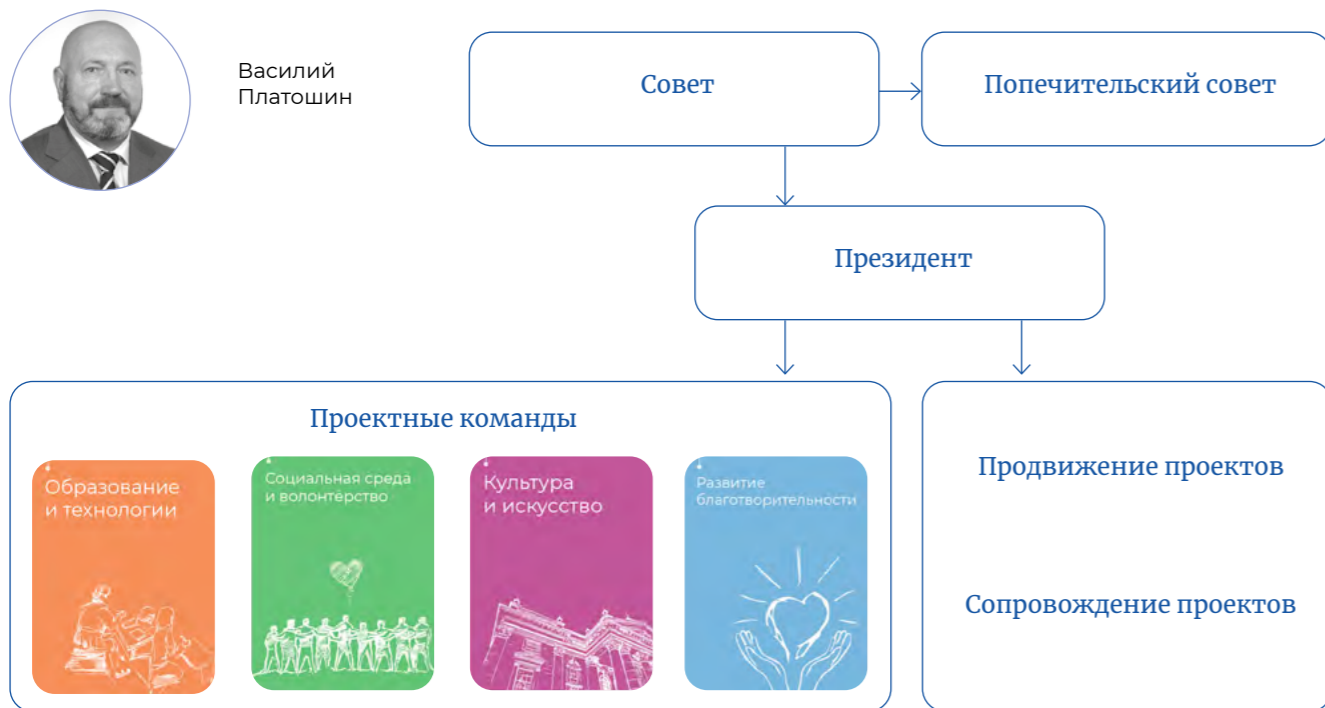 Василий
Платошин
Совет
Попечительский совет
Президент
Проектные команды
Образование
и технологии
Социальная среда
и волонтёрство
Культура
и искусство
Развитие
благотворительности
Продвижение проектов
Сопровождение проектов